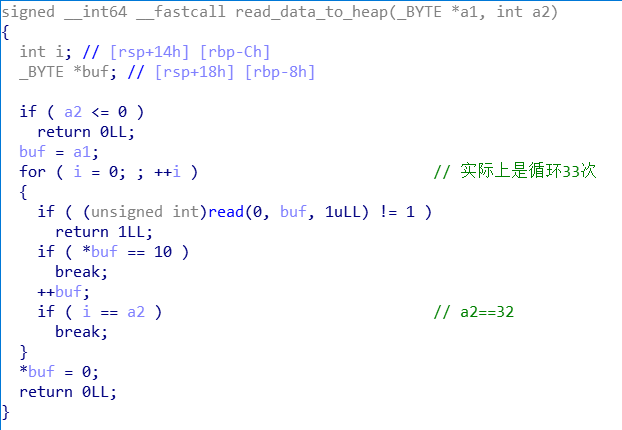 signed __int64 __fastcall read_data_to_heap(_BYTE *a1, int a2)
{
  int i; // [rsp+14h] [rbp-Ch]
  _BYTE *buf; // [rsp+18h] [rbp-8h]

  if ( a2 <= 0 )
    return 0LL;
  buf = a1;
  for ( i = 0; ; ++i )                          // 实际上是循环33次
  {
    if ( (unsigned int)read(0, buf, 1uLL) != 1 )
      return 1LL;
    if ( *buf == 10 )
      break;
    ++buf;
    if ( i == a2 )                              // a2==32
      break;
  }
  *buf = 0;
  return 0LL;
}